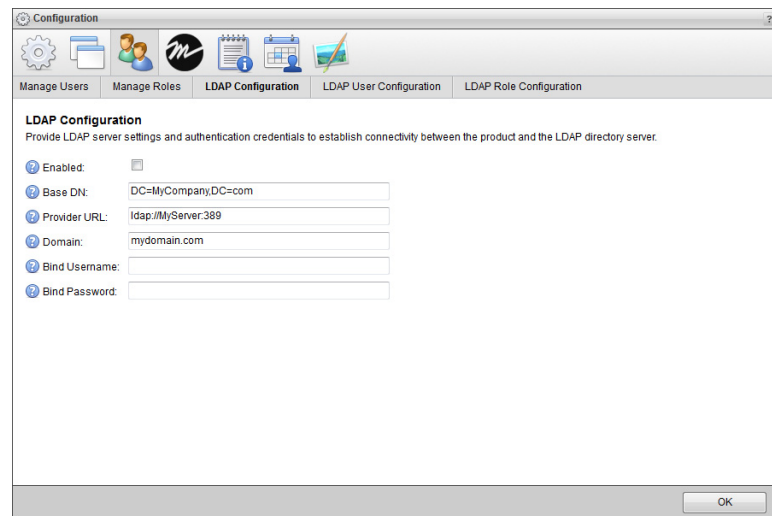 Configuration
?
Manage Users Manage Roles LDAP Configuration LDAP User Configuration LDAP Role Configuration
LDAP Configuration
Provide LDAP server settings and authentication credentials to establish connectivity between the product and the LDAP directory server.
? Enabled:
? Base DN: DC=MyCompany,DC=com
? Provider URL: ldap://MyServer:389
? Domain: mydomain.com
? Bind Username:
? Bind Password:
OK